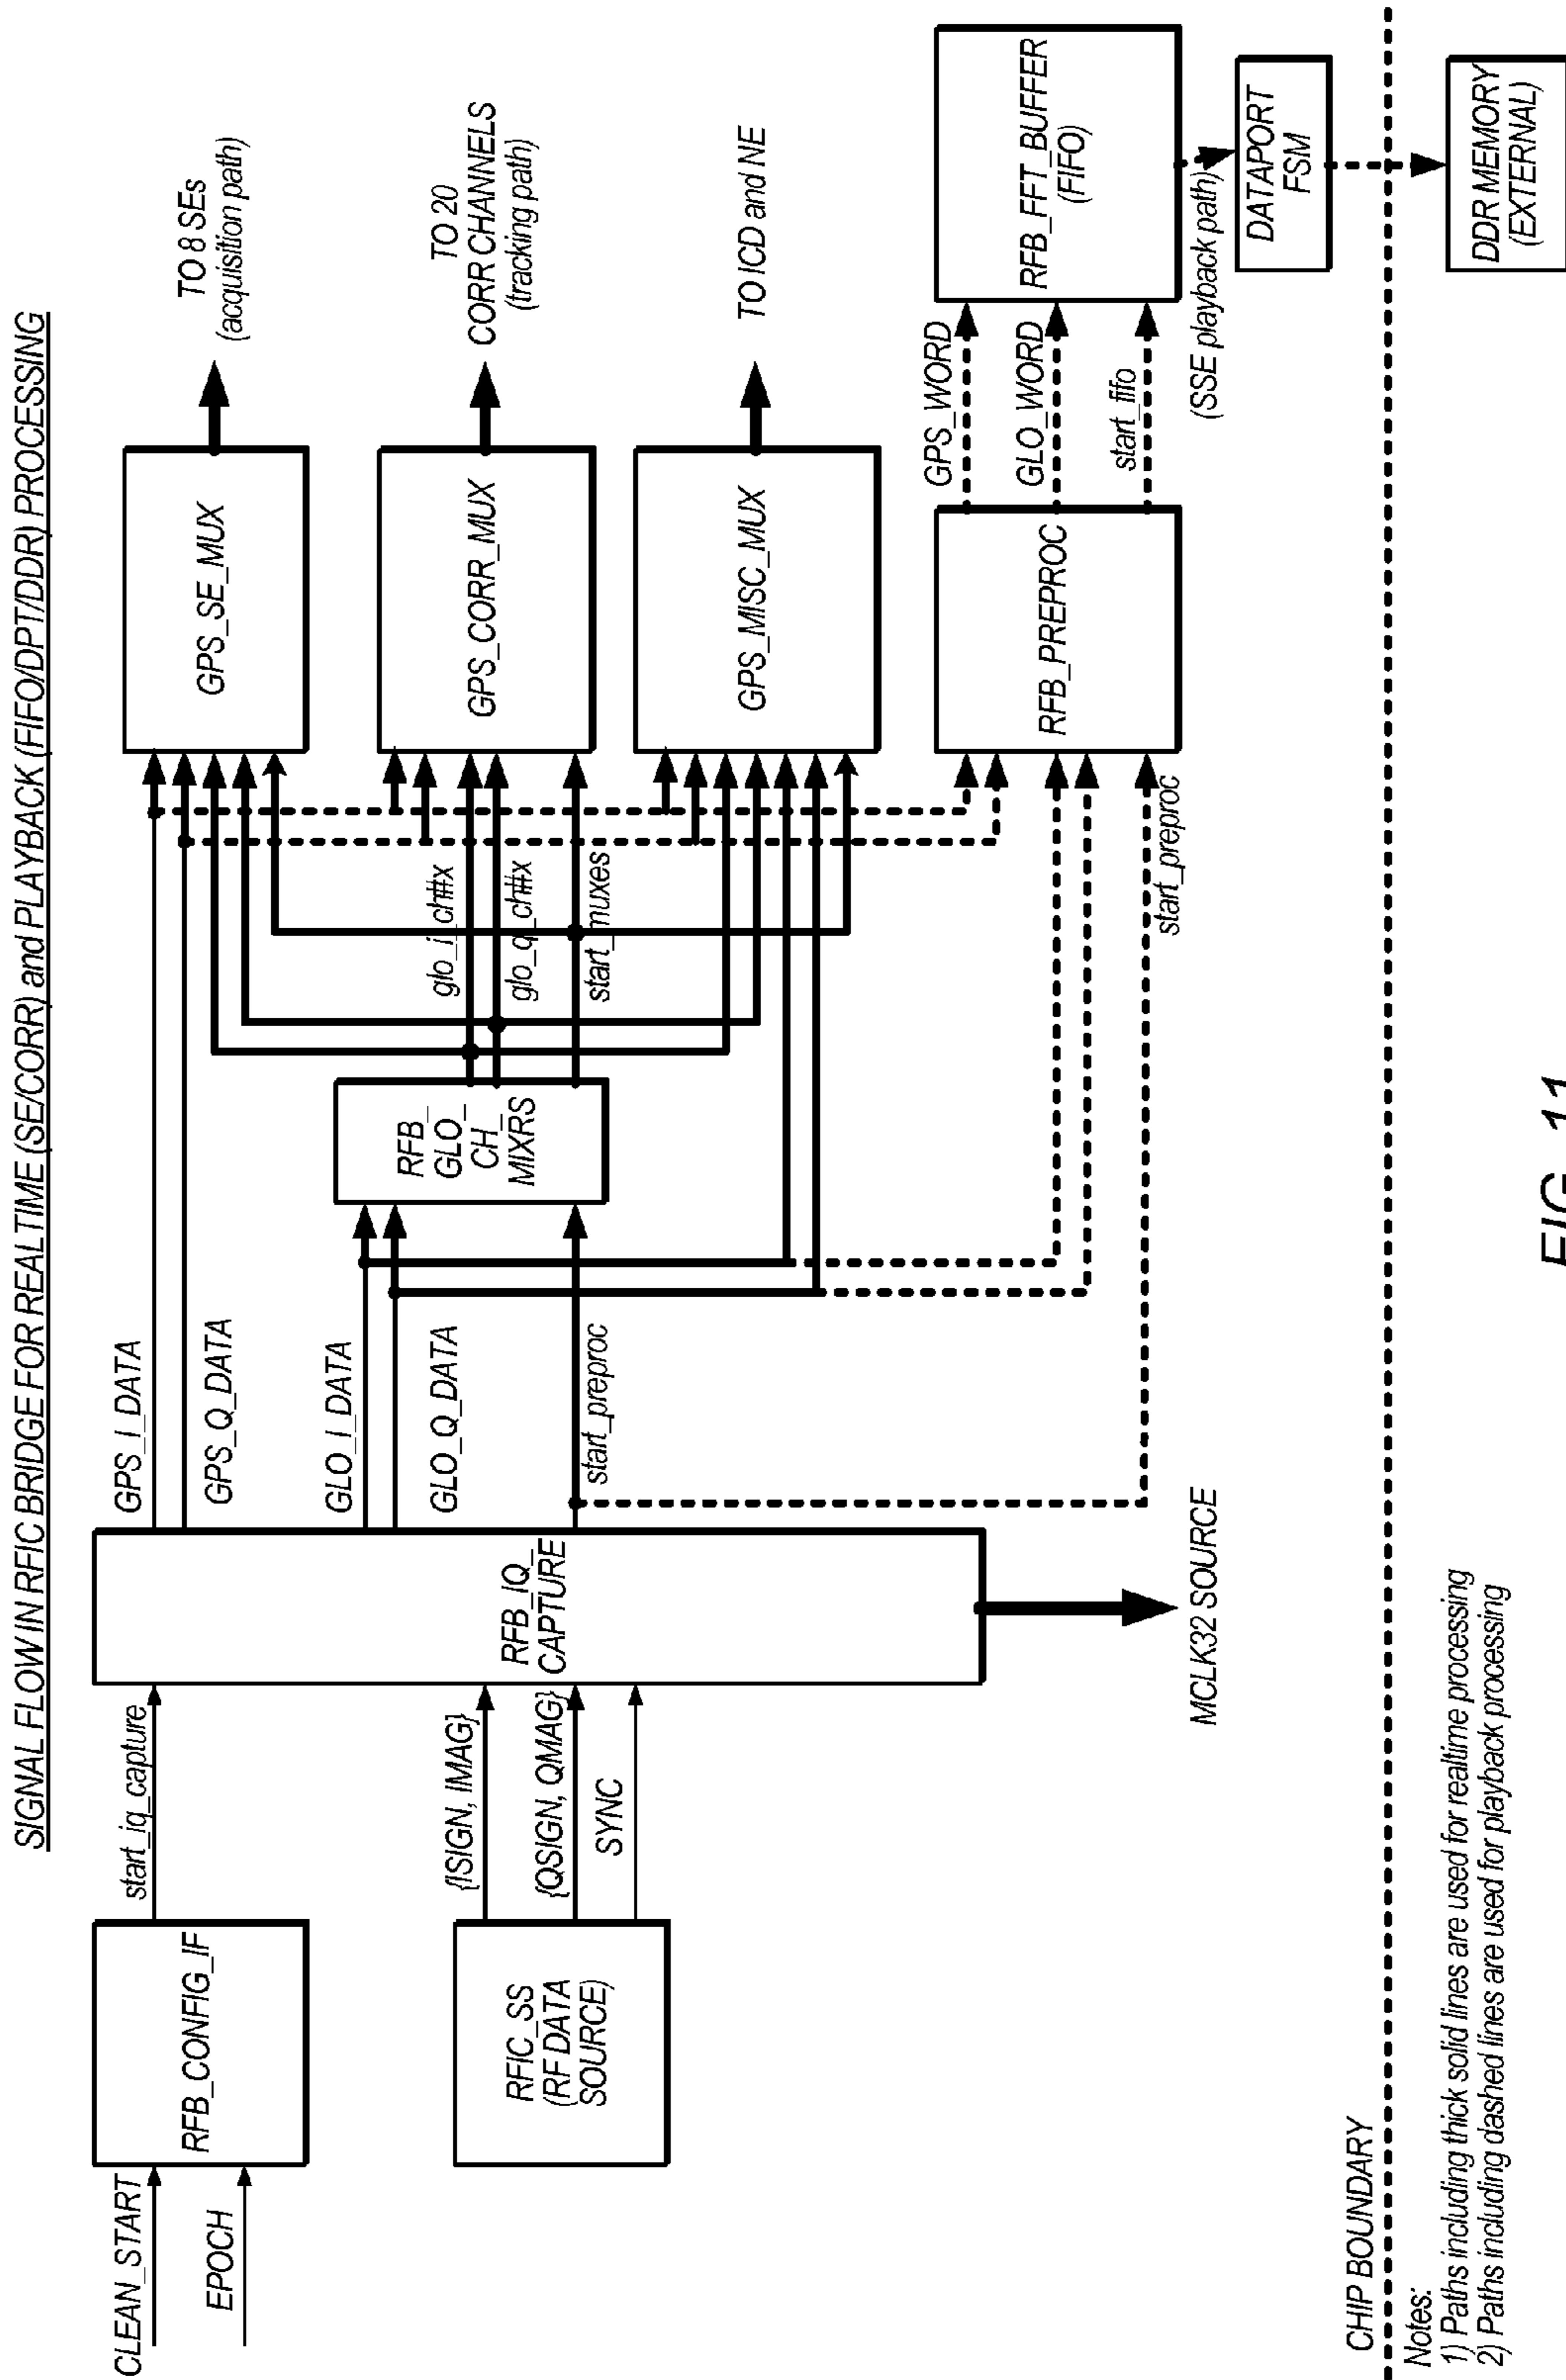 SIGNAL FLOW IN RFIC BRIDGE FOR REALTIME (SE/CORR) and PLAYBACK (FIFO/DPT/DDR) PROCESSING
CLEAN_START
EPOCH
RFB_CONFIG_IF
start_iq_capture
RFIC_SS
(RF DATA
SOURCE)
{ISIGN, IMAG}
{QSIGN, QMAG}
SYNC
RFB_IQ_
CAPTURE
MCLK32 SOURCE
GPS_I_DATA
GPS_Q_DATA
GLO_I_DATA
GLO_Q_DATA
start_preproc
RFB_
GLO_
CH_
MIXRS
glo_i_ch#x
glo_q_ch#x
start_muxes
start_preproc
GPS_SE_MUX
TO 8 SEs
(acquisition path)
GPS_CORR_MUX
TO 20
CORR CHANNELS
(tracking path)
GPS_MISC_MUX
TO ICD and NE
RFB_PREPROC
GPS_WORD
GLO_WORD
start_fifo
RFB_FFT_BUFFER
(FIFO)
(SSE playback path)
DATAPORT
FSM
DDR MEMORY
(EXTERNAL)
CHIP BOUNDARY
Notes:
1) Paths including thick solid lines are used for realtime processing
2) Paths including dashed lines are used for playback processing
FIG. 11